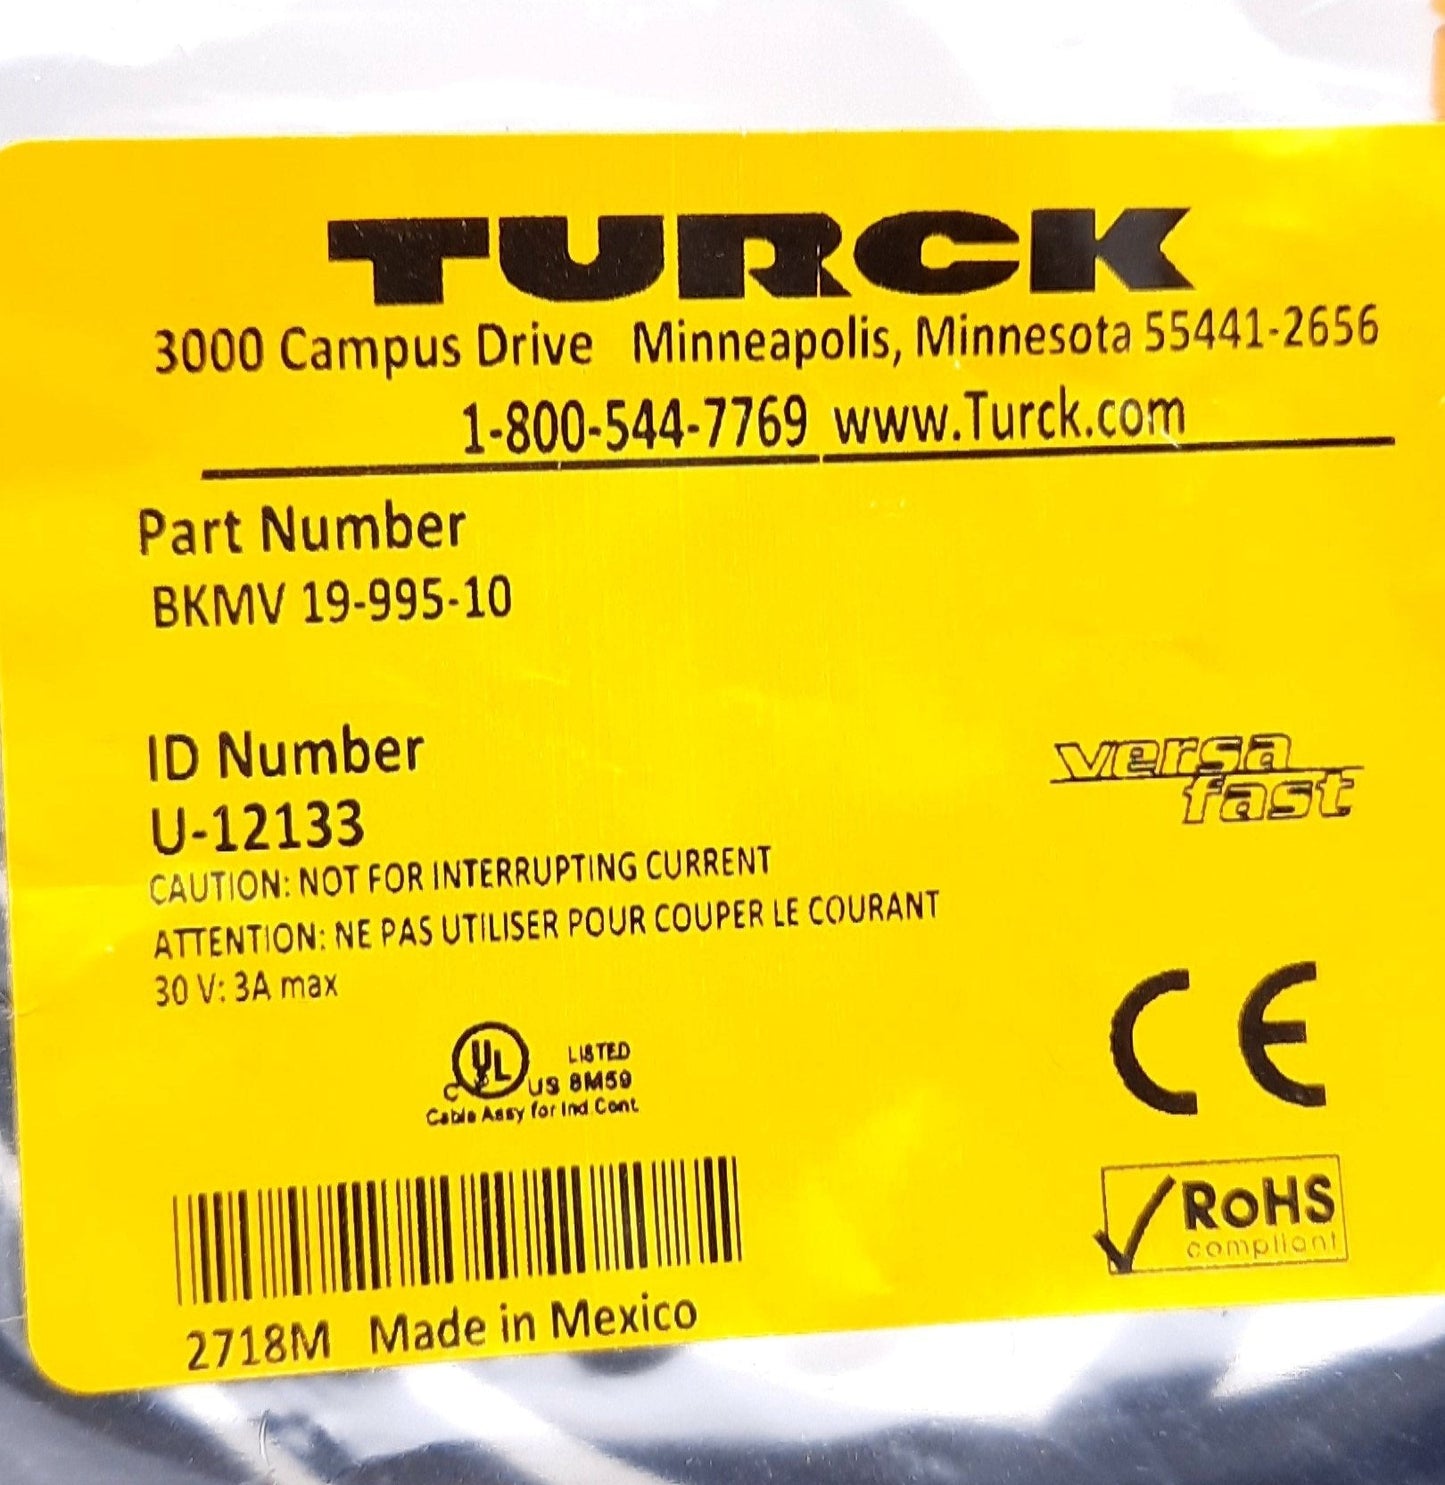 TURCK
3000 Campus Drive Minneapolis, Minnesota 55441-2656
1-800-544-7769 www.Turck.com
Part Number
BKMV 19-995-10
ID Number
U-12133
versa
fast
CAUTION: NOT FOR INTERRUPTING CURRENT
ATTENTION: NE PAS UTILISER POUR COUPER LE COURANT
30 V: 3A max
C UL US LISTED
8M59
Cable Assy for Ind Cont.
CE
RoHS
compliant
2718M Made in Mexico